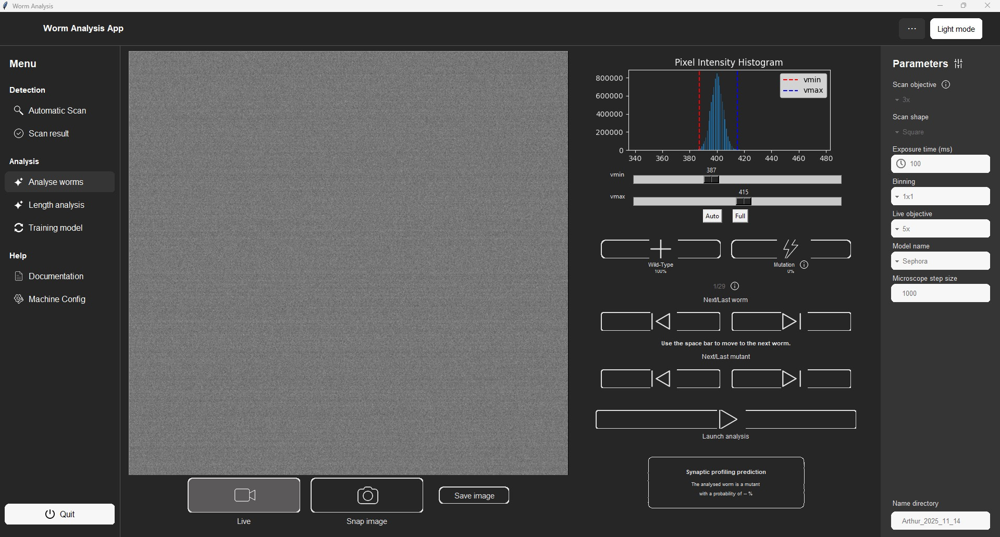 Worm Analysis
Worm Analysis App
...
Light mode
Menu
Detection
Automatic Scan
Scan result
Analysis
Analyse worms
Length analysis
Training model
Help
Documentation
Machine Config
Quit
Live
Snap image
Save image
Pixel Intensity Histogram
800000
600000
400000
200000
0
340 360 380 400 420 440 460 480
vmin
vmax
387
vmin
415
vmax
Auto Full
Wild-Type
100%
Mutation
0%
1/29
Next/Last worm
Use the space bar to move to the next worm.
Next/Last mutant
Launch analysis
Synaptic profiling prediction
The analysed worm is a mutant
with a probability of -- %
Parameters
Scan objective
3x
Scan shape
Square
Exposure time (ms)
100
Binning
1x1
Live objective
5x
Model name
Sephora
Microscope step size
1000
Name directory
Arthur_2025_11_14